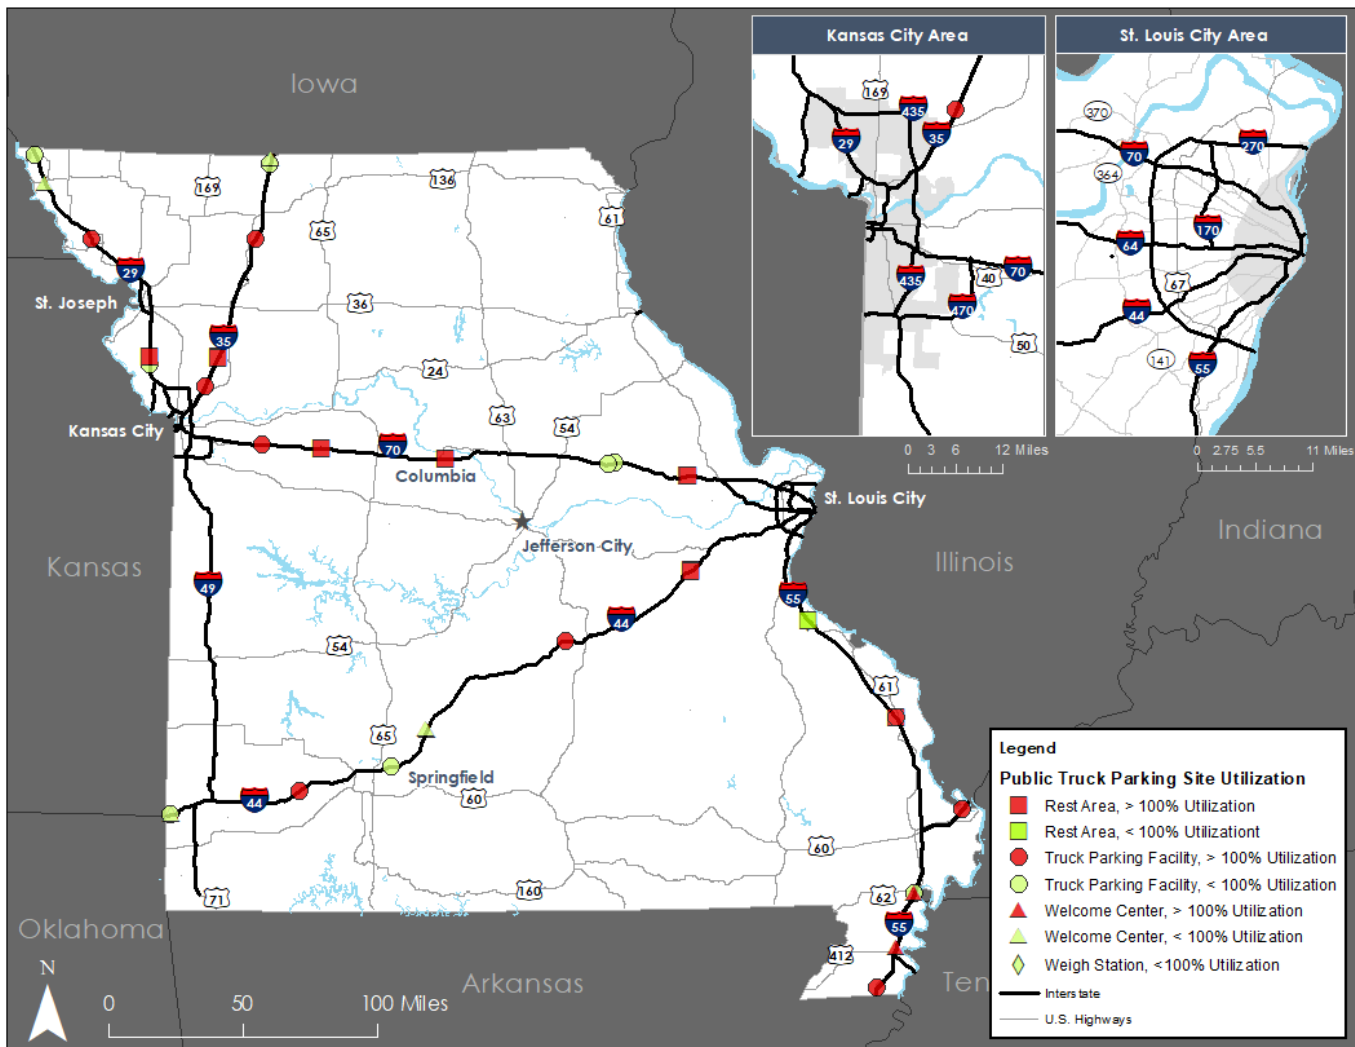 Kansas City Area
St. Louis City Area
Iowa
169
435
35
29
435
70
40
470
50
0 3 6 12 Miles
370
70
270
364
170
64
67
44
141
55
0 2.75 5.5 11 Miles
136
169
65
61
29
St. Joseph
36
35
24
63
54
Kansas City
70
Columbia
St. Louis City
Jefferson City
Indiana
Kansas
Illinois
49
55
44
54
61
65
Springfield
60
44
60
160
71
62
55
412
Oklahoma
Arkansas
Ten
N
0 50 100 Miles
Legend
Public Truck Parking Site Utilization
Rest Area, > 100% Utilization
Rest Area, < 100% Utilizationt
Truck Parking Facility, > 100% Utilization
Truck Parking Facility, < 100% Utilization
Welcome Center, > 100% Utilization
Welcome Center, < 100% Utilization
Weigh Station, <100% Utilization
Interstate
U.S. Highways